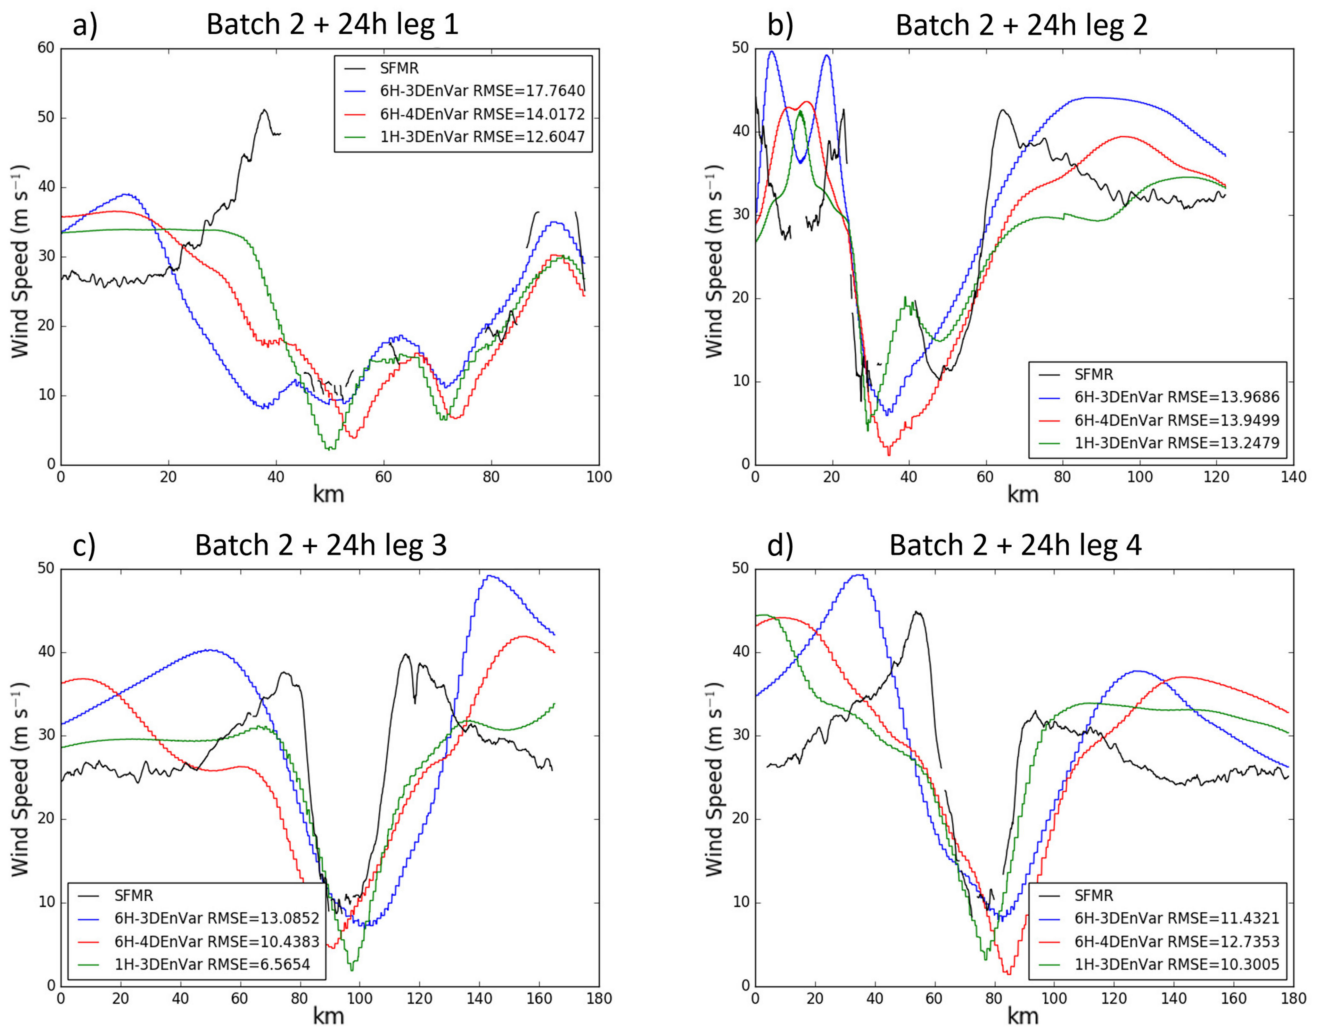 a) Batch 2 + 24h leg 1
60
50
40
30
20
10
0
Wind Speed (m s⁻¹)
SFMR
6H-3DEnVar RMSE=17.7640
6H-4DEnVar RMSE=14.0172
1H-3DEnVar RMSE=12.6047
0 20 40 60 80 100
km
b) Batch 2 + 24h leg 2
50
40
30
20
10
0
Wind Speed (m s⁻¹)
SFMR
6H-3DEnVar RMSE=13.9686
6H-4DEnVar RMSE=13.9499
1H-3DEnVar RMSE=13.2479
0 20 40 60 80 100 120 140
km
c) Batch 2 + 24h leg 3
50
40
30
20
10
0
Wind Speed (m s⁻¹)
SFMR
6H-3DEnVar RMSE=13.0852
6H-4DEnVar RMSE=10.4383
1H-3DEnVar RMSE=6.5654
0 20 40 60 80 100 120 140 160 180
km
d) Batch 2 + 24h leg 4
50
40
30
20
10
0
Wind Speed (m s⁻¹)
SFMR
6H-3DEnVar RMSE=11.4321
6H-4DEnVar RMSE=12.7353
1H-3DEnVar RMSE=10.3005
0 20 40 60 80 100 120 140 160 180
km